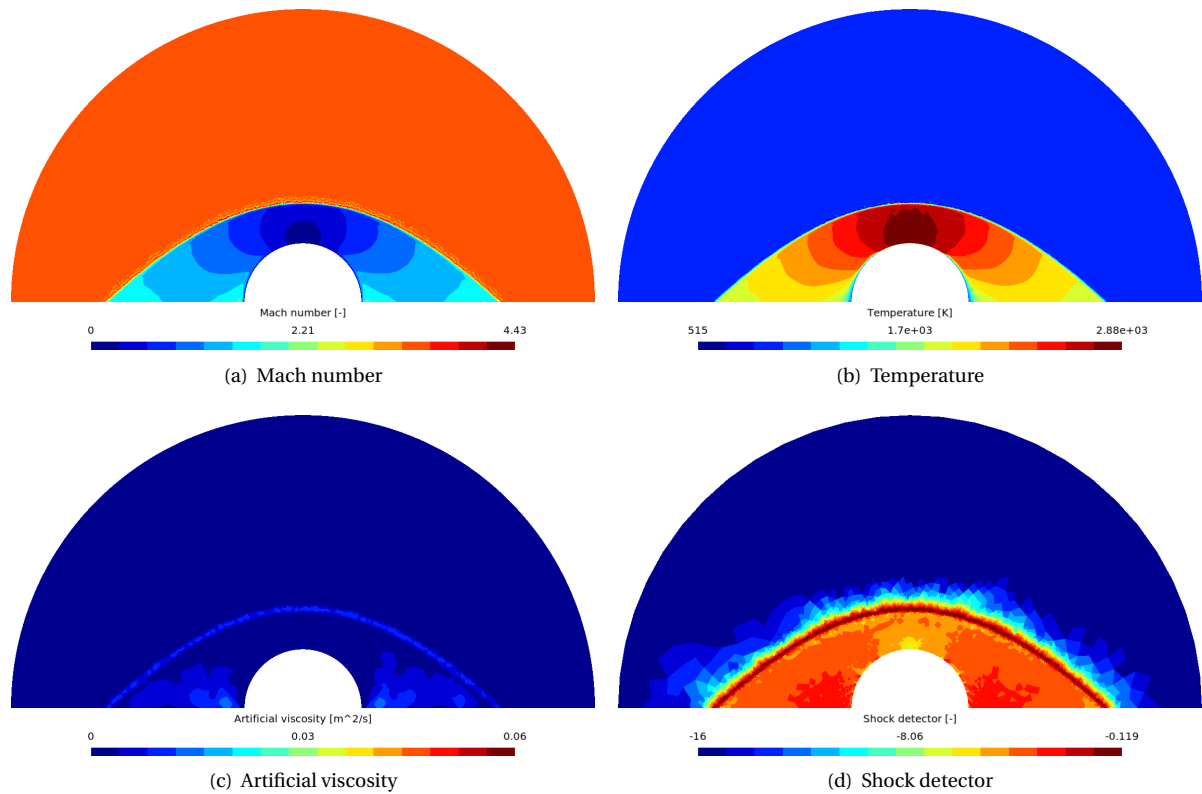 Mach number [-]
0 2.21 4.43
(a) Mach number
Temperature [K]
515 1.7e+03 2.88e+03
(b) Temperature
Artificial viscosity [m^2/s]
0 0.03 0.06
(c) Artificial viscosity
Shock detector [-]
-16 -8.06 -0.119
(d) Shock detector